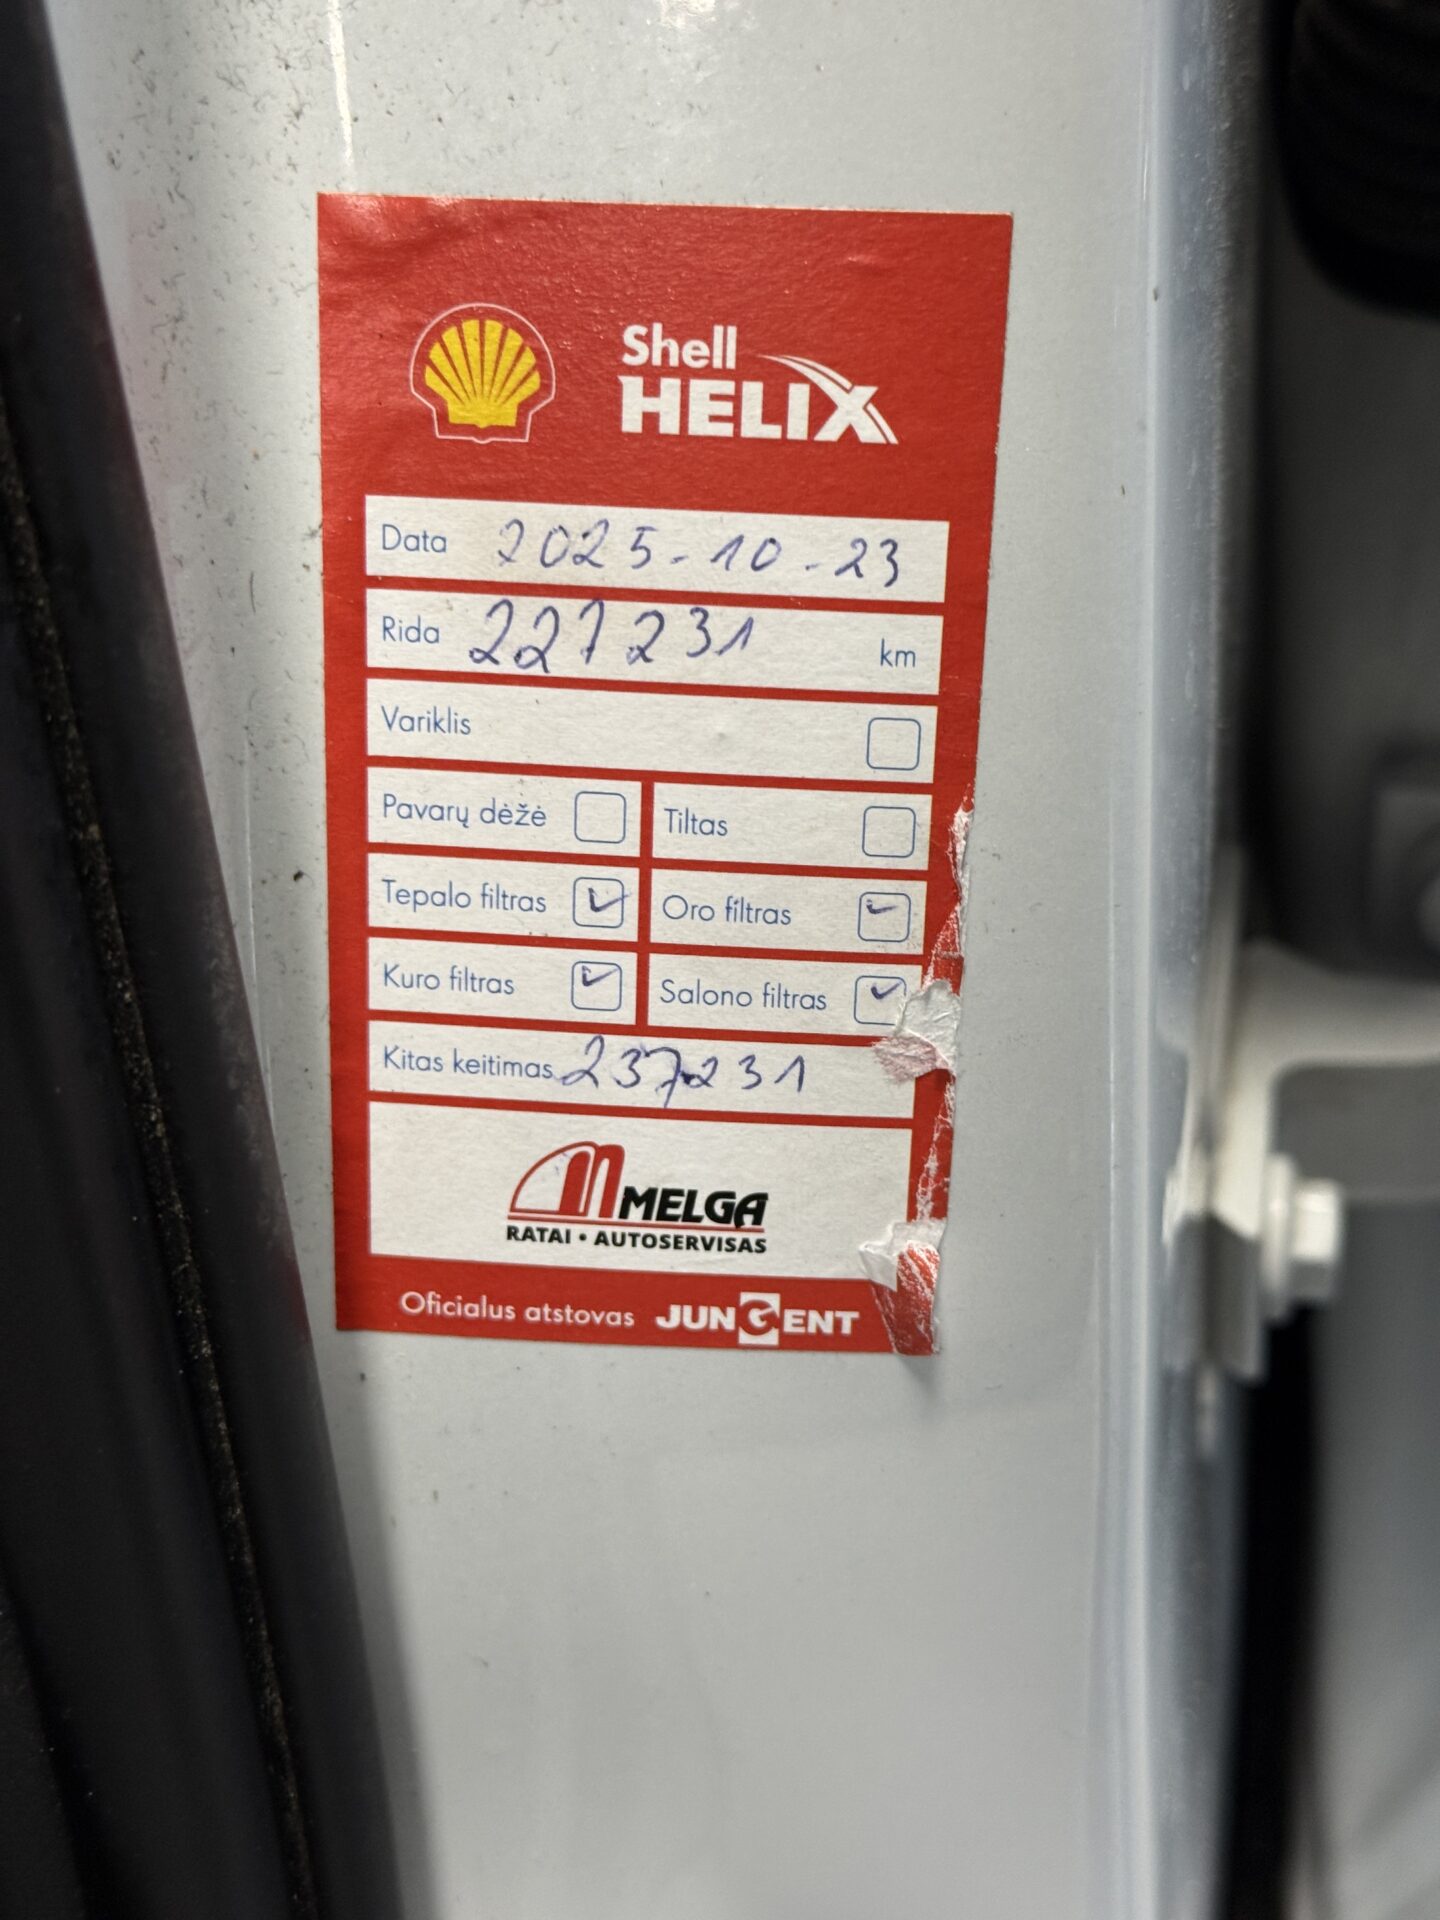 Shell
HELIX
Data 2025-10-23
Rida 227231 km
Variklis
Pavarų dėžė Tiltas
Tepalo filtras Oro filtras
Kuro filtras Salono filtras
Kitas keitimas 237231
MELGA
RATAI • AUTOSERVISAS
Oficialus atstovas JUNGENT